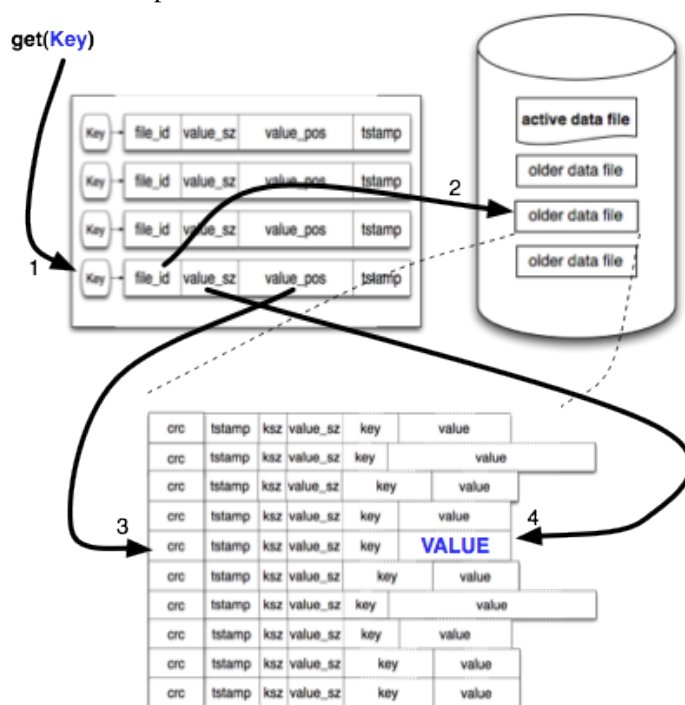 get(Key)
Key file_id value_sz value_pos tstamp
Key file_id value_sz value_pos tstamp
Key file_id value_sz value_pos tstamp
Key file_id value_sz value_pos tstamp
1
2
active data file
older data file
older data file
older data file
crc tstamp ksz value_sz key value
crc tstamp ksz value_sz key value
crc tstamp ksz value_sz key value
crc tstamp ksz value_sz key value
3 crc tstamp ksz value_sz key VALUE 4
crc tstamp ksz value_sz key value
crc tstamp ksz value_sz key value
crc tstamp ksz value_sz key value
crc tstamp ksz value_sz key value
crc tstamp ksz value_sz key value